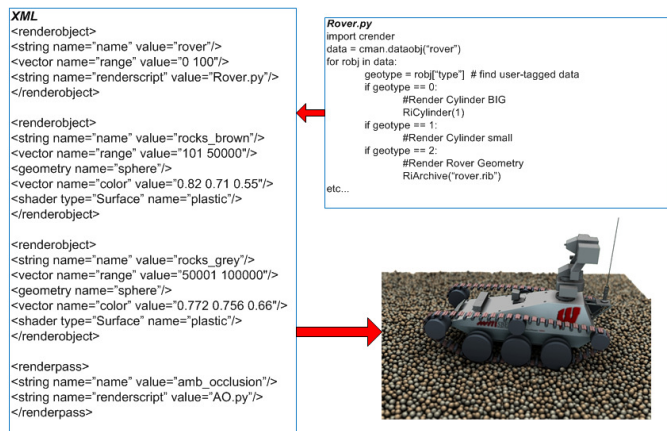 XML
<renderobject>
<string name="name" value="rover"/>
<vector name="range" value="0 100"/>
<string name="renderscript" value="Rover.py"/>
</renderobject>
<renderobject>
<string name="name" value="rocks_brown"/>
<vector name="range" value="101 50000"/>
<geometry name="sphere"/>
<vector name="color" value="0.82 0.71 0.55"/>
<shader type="Surface" name="plastic"/>
</renderobject>
<renderobject>
<string name="name" value="rocks_grey"/>
<vector name="range" value="50001 100000"/>
<geometry name="sphere"/>
<vector name="color" value="0.772 0.756 0.66"/>
<shader type="Surface" name="plastic"/>
</renderobject>
<renderpass>
<string name="name" value="amb_occlusion"/>
<string name="renderscript" value="AO.py"/>
</renderpass>
Rover.py
import crender
data = cman.dataobj("rover")
for robj in data:
geotype = robj["type"] # find user-tagged data
if geotype == 0:
#Render Cylinder BIG
RiCylinder(1)
if geotype == 1:
#Render Cylinder small
if geotype == 2:
#Render Rover Geometry
RiArchive("rover.rib")
etc...